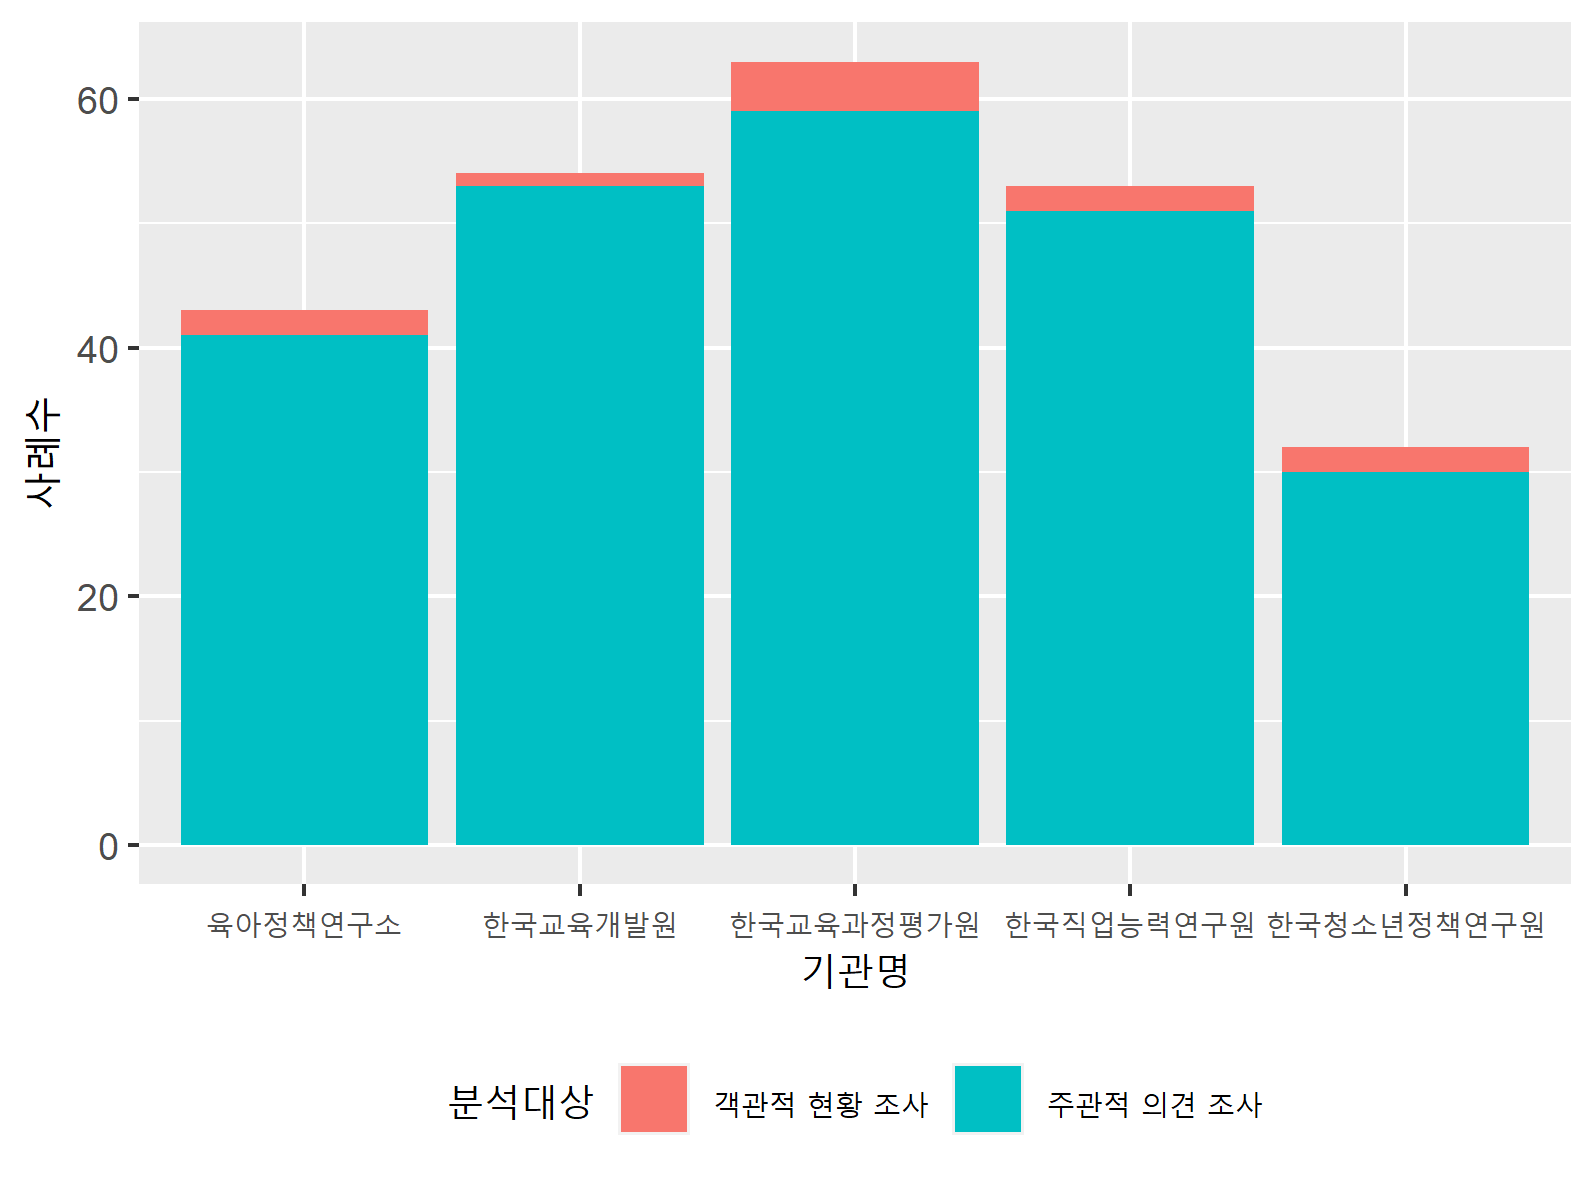 60
40
20
0
사례수
육아정책연구소 한국교육개발원 한국교육과정평가원 한국직업능력연구원 한국청소년정책연구원
기관명
분석대상 객관적 현황 조사 주관적 의견 조사